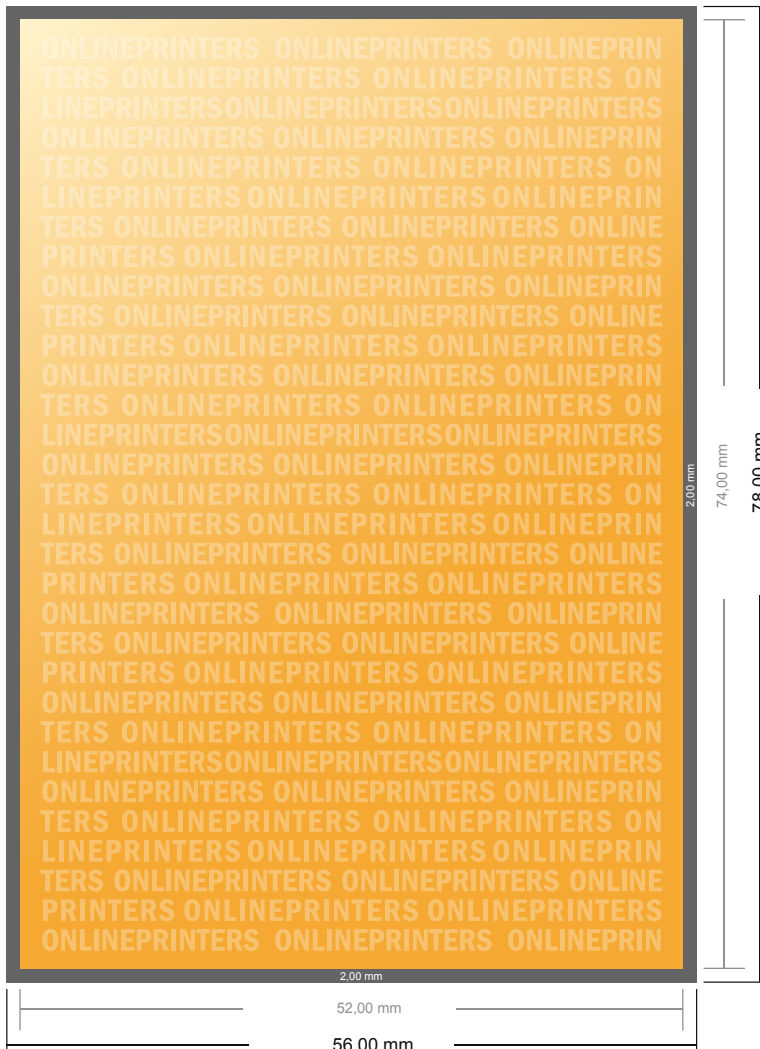 ONLINEPRINTERS ONLINEPRINTERS ONLINEPRIN
TERS ONLINEPRINTERS ONLINEPRINTERS ON
LINEPRINTERSONLINEPRINTERSONLINEPRINTERS
ONLINEPRINTERS ONLINEPRINTERS ONLINEPRIN
TERS ONLINEPRINTERS ONLINEPRINTERS ON
LINEPRINTERS ONLINEPRINTERS ONLINEPRIN
TERS ONLINEPRINTERS ONLINEPRINTERS ONLINE
PRINTERS ONLINEPRINTERS ONLINEPRINTERS
ONLINEPRINTERS ONLINEPRINTERS ONLINEPRIN
TERS ONLINEPRINTERS ONLINEPRINTERS ONLINE
PRINTERS ONLINEPRINTERS ONLINEPRINTERS
ONLINEPRINTERS ONLINEPRINTERS ONLINEPRIN
TERS ONLINEPRINTERS ONLINEPRINTERS ON
LINEPRINTERSONLINEPRINTERSONLINEPRINTERS
ONLINEPRINTERS ONLINEPRINTERS ONLINEPRIN
TERS ONLINEPRINTERS ONLINEPRINTERS ON
LINEPRINTERS ONLINEPRINTERS ONLINEPRIN
TERS ONLINEPRINTERS ONLINEPRINTERS ONLINE
PRINTERS ONLINEPRINTERS ONLINEPRINTERS
ONLINEPRINTERS ONLINEPRINTERS ONLINEPRIN
TERS ONLINEPRINTERS ONLINEPRINTERS ONLINE
PRINTERS ONLINEPRINTERS ONLINEPRINTERS
ONLINEPRINTERS ONLINEPRINTERS ONLINEPRIN
TERS ONLINEPRINTERS ONLINEPRINTERS ON
LINEPRINTERSONLINEPRINTERSONLINEPRINTERS
ONLINEPRINTERS ONLINEPRINTERS ONLINEPRIN
TERS ONLINEPRINTERS ONLINEPRINTERS ON
LINEPRINTERS ONLINEPRINTERS ONLINEPRIN
TERS ONLINEPRINTERS ONLINEPRINTERS ONLINE
PRINTERS ONLINEPRINTERS ONLINEPRINTERS
ONLINEPRINTERS ONLINEPRINTERS ONLINEPRIN
2,00 mm
74,00 mm
78,00 mm
2,00 mm
52,00 mm
56,00 mm